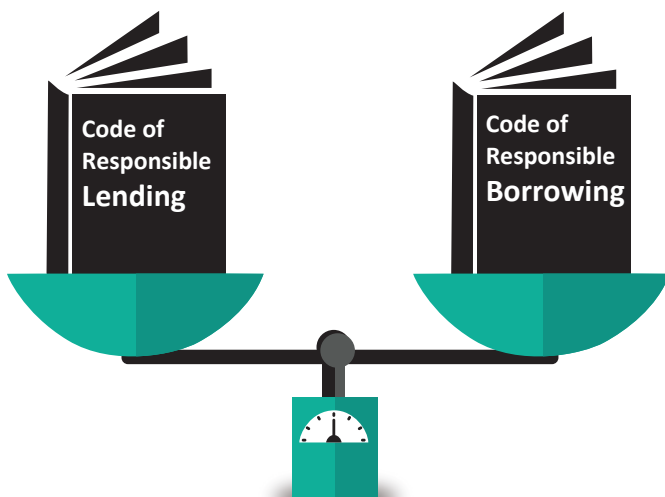 Code of
Responsible
Lending
Code of
Responsible
Borrowing